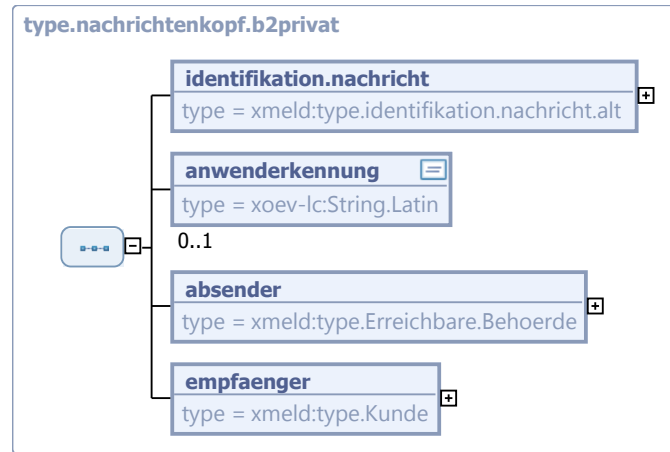 type.nachrichtenkopf.b2privat
identifikation.nachricht
type = xmeld:type.identifikation.nachricht.alt
anwenderkennung
type = xoev-lc:String.Latin
0..1
absender
type = xmeld:type.Erreichbare.Behoerde
empfaenger
type = xmeld:type.Kunde